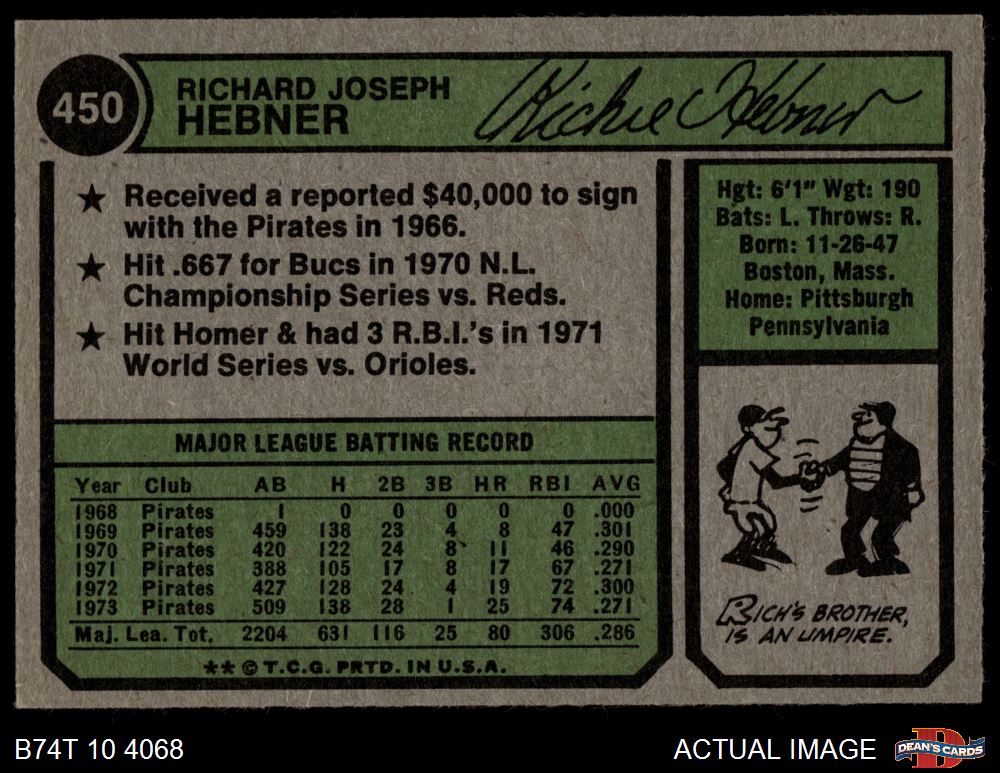 450
RICHARD JOSEPH
HEBNER
Richie Hebner
★ Received a reported $40,000 to sign
with the Pirates in 1966.
★ Hit .667 for Bucs in 1970 N.L.
Championship Series vs. Reds.
★ Hit Homer & had 3 R.B.I.'s in 1971
World Series vs. Orioles.
Hgt: 6'1" Wgt: 190
Bats: L. Throws: R.
Born: 11-26-47
Boston, Mass.
Home: Pittsburgh
Pennsylvania
MAJOR LEAGUE BATTING RECORD
Year Club AB H 2B 3B HR RBI AVG
1968 Pirates 1 0 0 0 0 0 .000
1969 Pirates 459 138 23 4 8 47 .301
1970 Pirates 420 122 24 8 11 46 .290
1971 Pirates 388 105 17 8 17 67 .271
1972 Pirates 427 128 24 4 19 72 .300
1973 Pirates 509 138 28 1 25 74 .271
Maj. Lea. Tot. 2204 631 116 25 80 306 .286
** © T.C.G. PRTD. IN U.S.A.
RICH'S BROTHER,
IS AN UMPIRE.
B74T 10 4068
ACTUAL IMAGE
D
DEAN'S CARDS